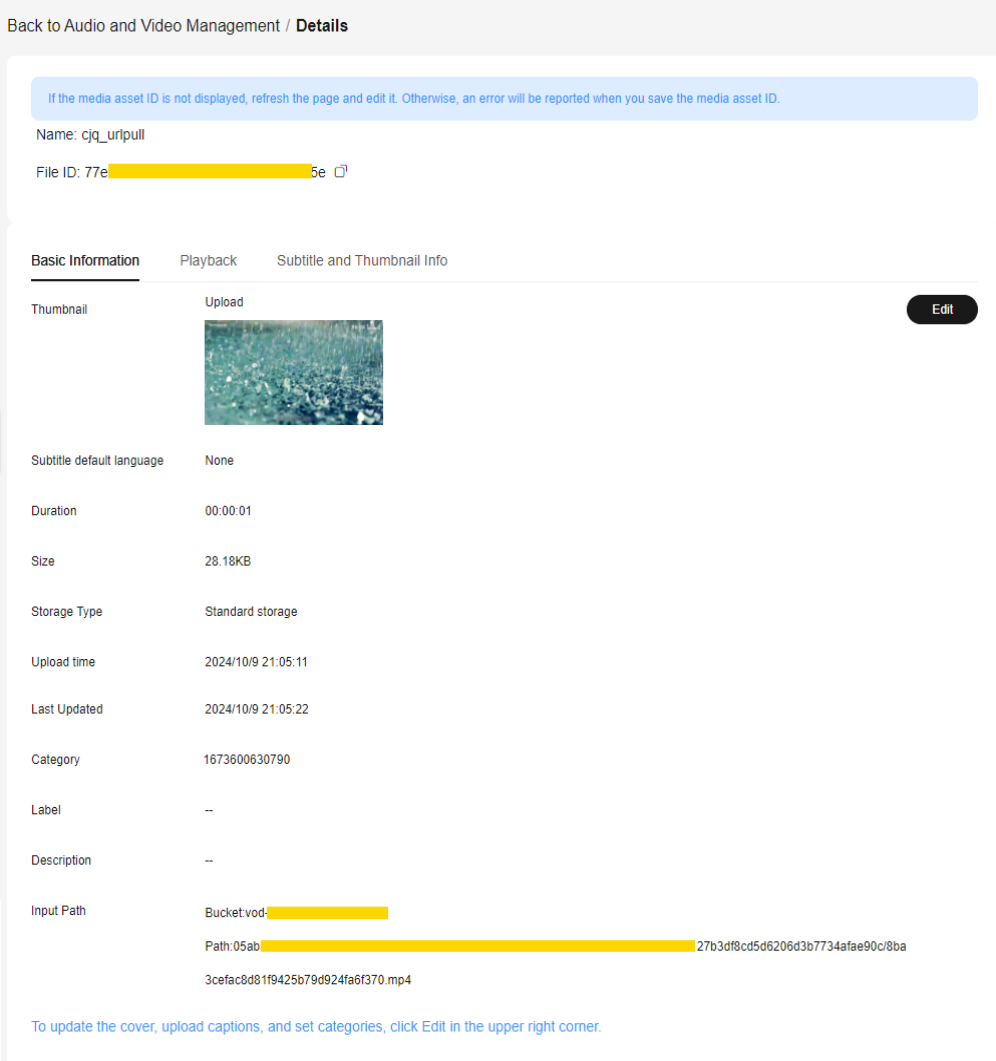 Back to Audio and Video Management / Details
If the media asset ID is not displayed, refresh the page and edit it. Otherwise, an error will be reported when you save the media asset ID.
Name: cjq_urlpull
File ID: 77e 5e
Basic Information Playback Subtitle and Thumbnail Info
Thumbnail Upload
Edit
Subtitle default language None
Duration 00:00:01
Size 28.18KB
Storage Type Standard storage
Upload time 2024/10/9 21:05:11
Last Updated 2024/10/9 21:05:22
Category 1673600630790
Label --
Description --
Input Path Bucket:vod-
Path:05ab 27b3df8cd5d6206d3b7734afae90c/8ba
3cefac8d81f9425b79d924fa6f370.mp4
To update the cover, upload captions, and set categories, click Edit in the upper right corner.